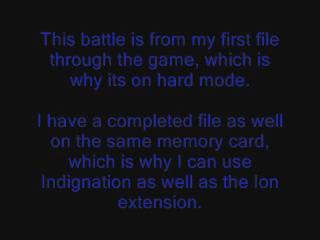 This battle is from my first file
through the game, which is
why its on hard mode.
I have a completed file as well
on the same memory card,
which is why I can use
Indignation as well as the Ion
extension.